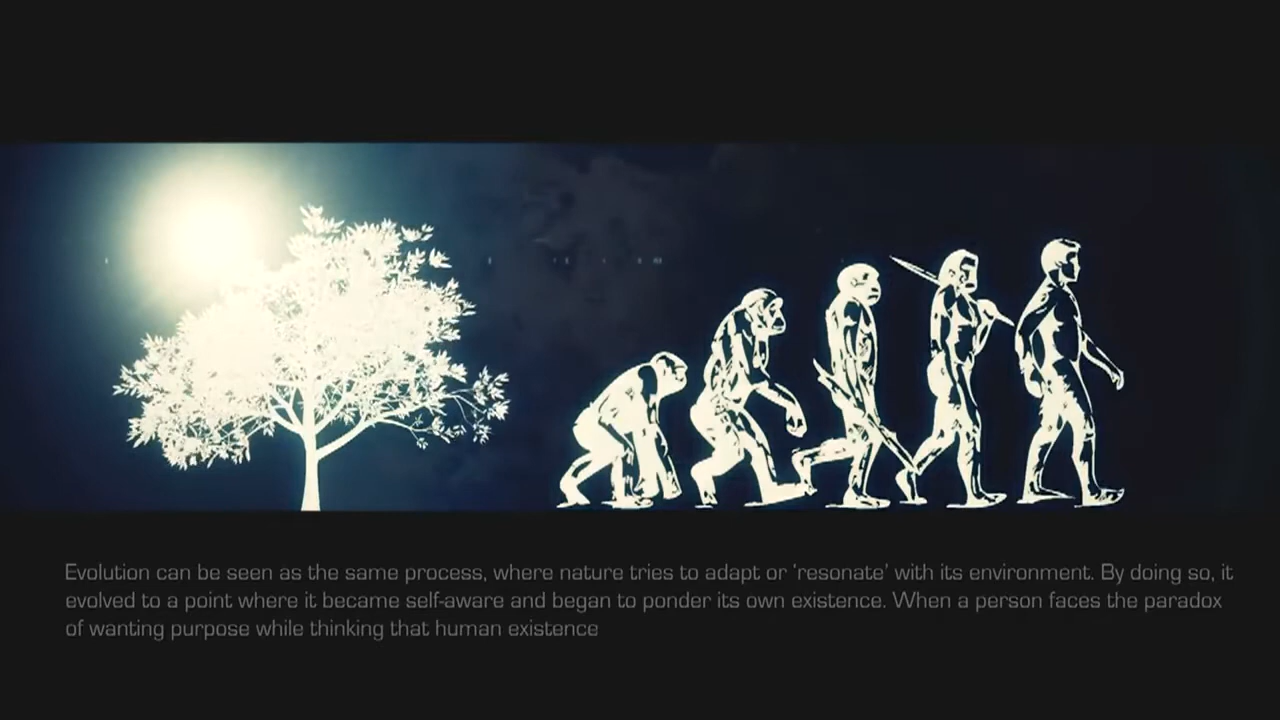 Evolution can be seen as the same process, where nature tries to adapt or 'resonate' with its environment. By doing so, it
evolved to a point where it became self-aware and began to ponder its own existence. When a person faces the paradox
of wanting purpose while thinking that human existence